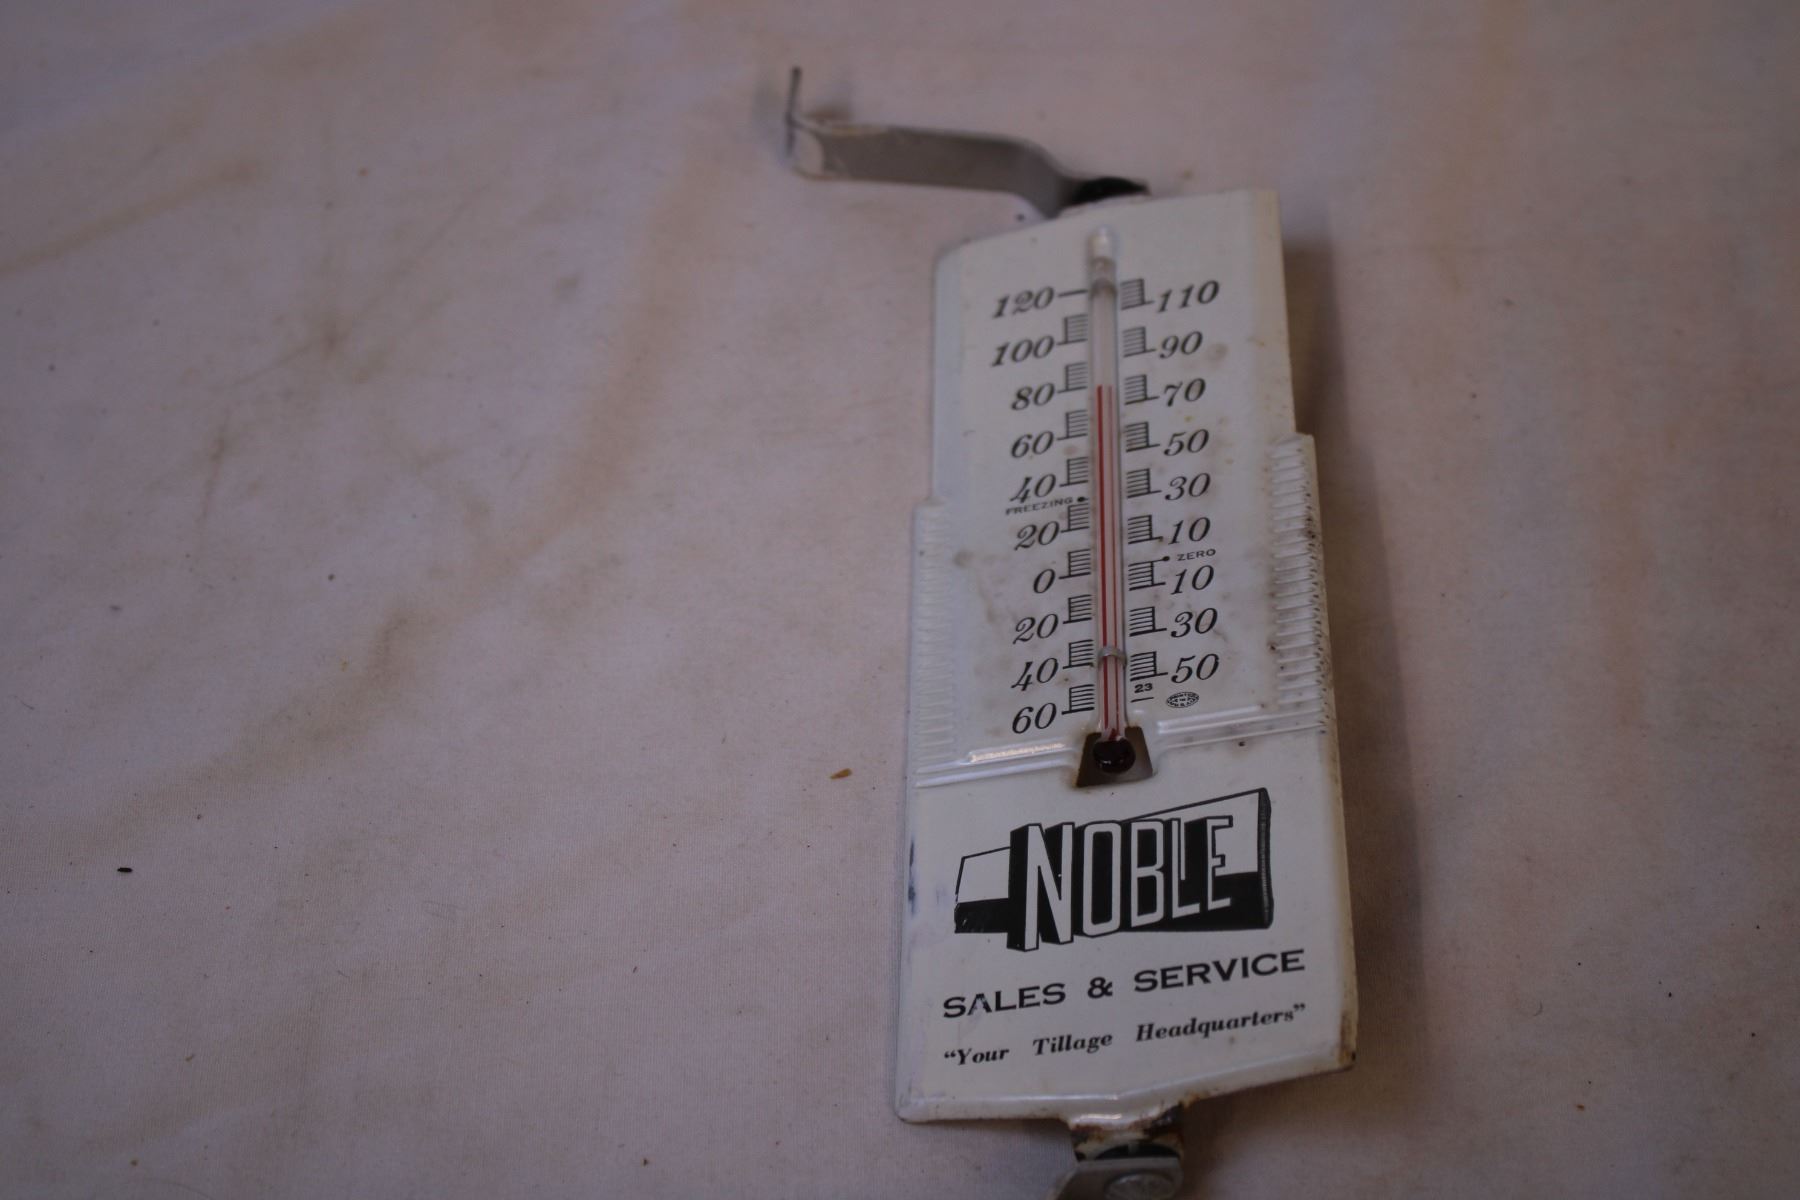 120 110
100 90
80 70
60 50
40 30
FREEZING
20 10
ZERO
0 10
20 30
40 50
23
60
NOBLE
SALES & SERVICE
"Your Tillage Headquarters"